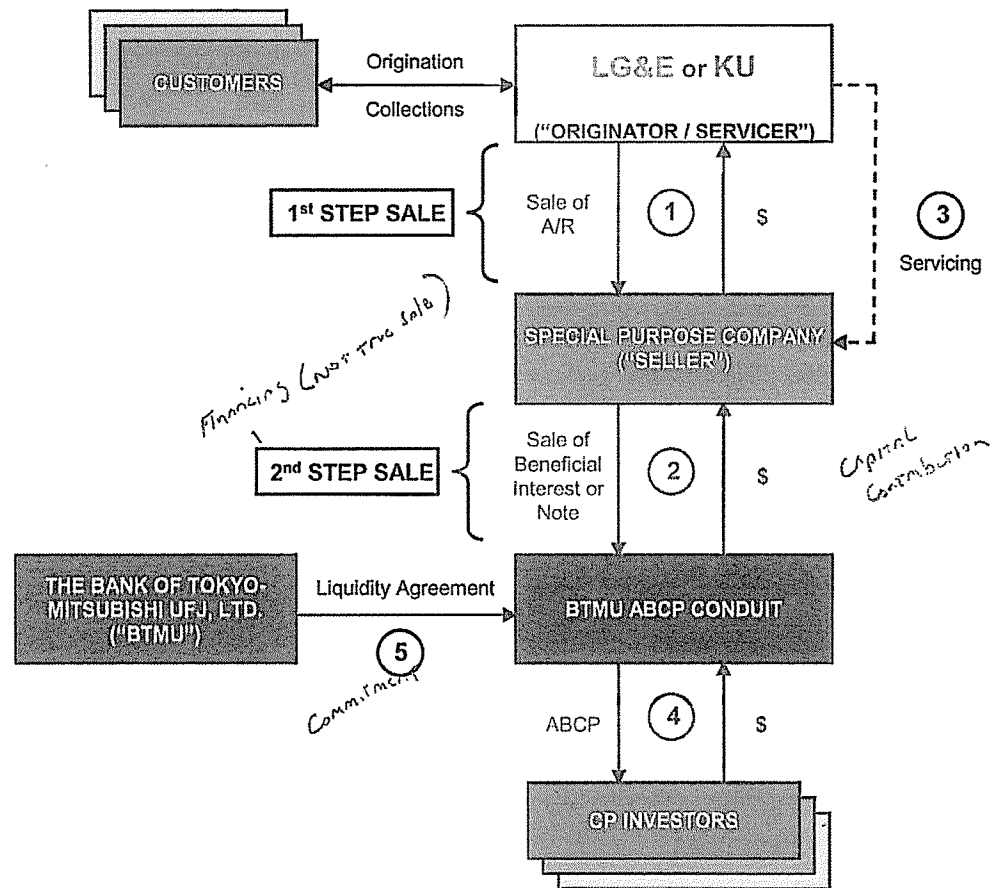 CUSTOMERS
Origination
Collections
LG&E or KU
("ORIGINATOR / SERVICER")
1st STEP SALE
Sale of
A/R
1
$
3
Servicing
SPECIAL PURPOSE COMPANY
("SELLER")
Financing (not true sale)
2nd STEP SALE
Sale of
Beneficial
Interest or
Note
2
$
Capital
Contribution
THE BANK OF TOKYO-
MITSUBISHI UFJ, LTD.
("BTMU")
Liquidity Agreement
5
Commitment
BTMU ABCP CONDUIT
ABCP
4
$
CP INVESTORS